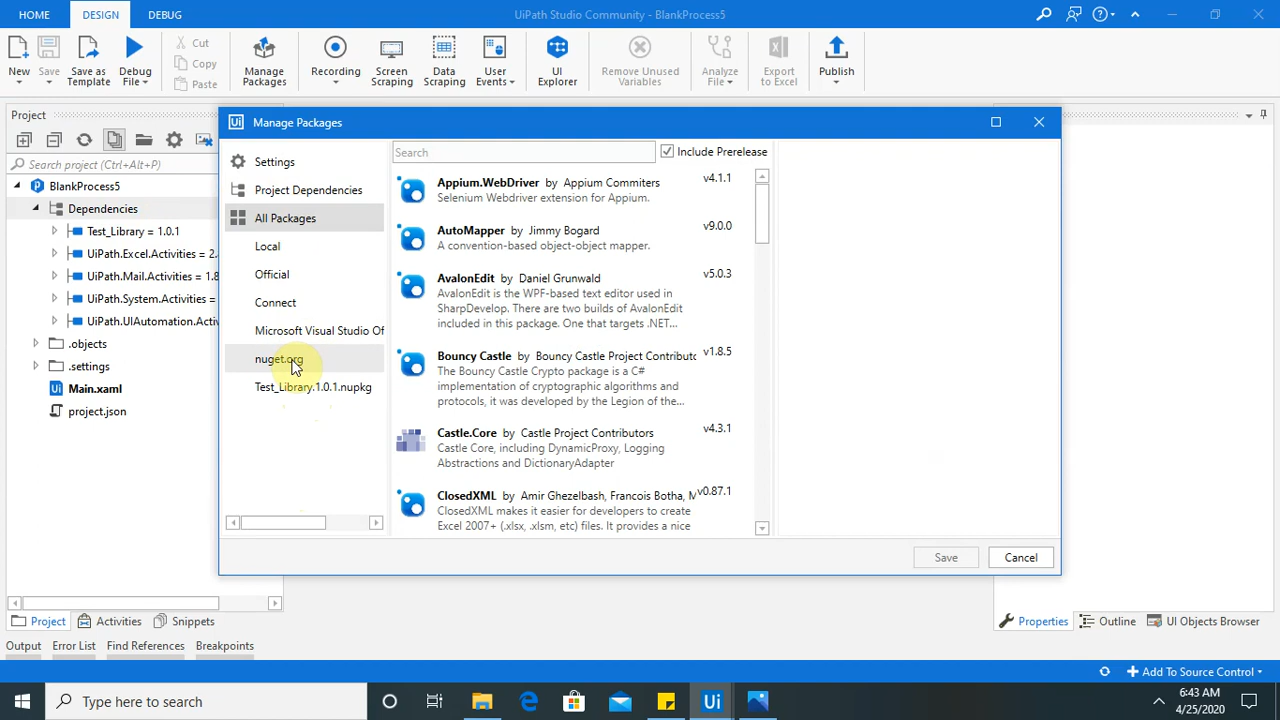 HOME
DESIGN
DEBUG
UiPath Studio Community - BlankProcess5
New
Save
Save as Template
Debug File
Cut
Copy
Paste
Manage Packages
Recording
Screen Scraping
Data Scraping
User Events
UI Explorer
Remove Unused Variables
Analyze File
Export to Excel
Publish
Project
Search project (Ctrl+Alt+P)
BlankProcess5
Dependencies
Test_Library = 1.0.1
UiPath.Excel.Activities = 2.
UiPath.Mail.Activities = 1.8
UiPath.System.Activities =
UiPath.UIAutomation.Activ
.objects
.settings
Main.xaml
project.json
Ui Manage Packages
Settings
Project Dependencies
All Packages
Local
Official
Connect
Microsoft Visual Studio Of
nuget.org
Test_Library.1.0.1.nupkg
Search
Include Prerelease
Appium.WebDriver by Appium Commiters v4.1.1
Selenium Webdriver extension for Appium.
AutoMapper by Jimmy Bogard v9.0.0
A convention-based object-object mapper.
AvalonEdit by Daniel Grunwald v5.0.3
AvalonEdit is the WPF-based text editor used in
SharpDevelop. There are two builds of AvalonEdit
included in this package. One that targets .NET...
Bouncy Castle by Bouncy Castle Project Contributo v1.8.5
The Bouncy Castle Crypto package is a C#
implementation of cryptographic algorithms and
protocols, it was developed by the Legion of the...
Castle.Core by Castle Project Contributors v4.3.1
Castle Core, including DynamicProxy, Logging
Abstractions and DictionaryAdapter
ClosedXML by Amir Ghezelbash, Francois Botha, M v0.87.1
ClosedXML makes it easier for developers to create
Excel 2007+ (.xlsx, .xlsm, etc) files. It provides a nice
Save
Cancel
Project
Activities
Snippets
Properties
Outline
UI Objects Browser
Output
Error List
Find References
Breakpoints
Add To Source Control
Type here to search
Ui
6:43 AM
4/25/2020